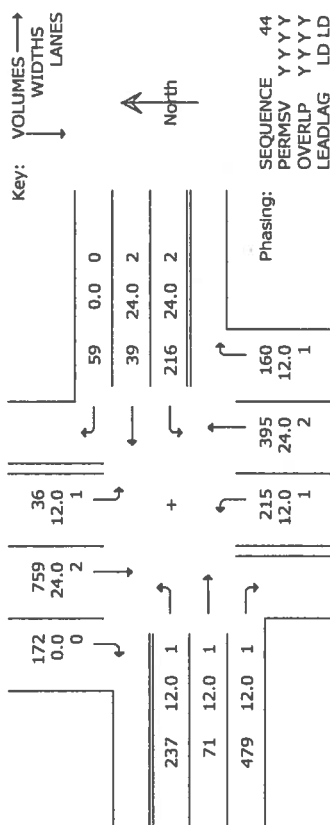 Key: VOLUMES
WIDTHS
LANES
172
0.0
0
759
24.0
2
36
12.0
1
59 0.0 0
39 24.0 2
216 24.0 2
North
237 12.0 1
71 12.0 1
479 12.0 1
215
12.0
1
395
24.0
2
160
12.0
1
Phasing: SEQUENCE 44
PERMSV Y Y Y Y
OVERLP Y Y Y Y
LEADLAG LD LD